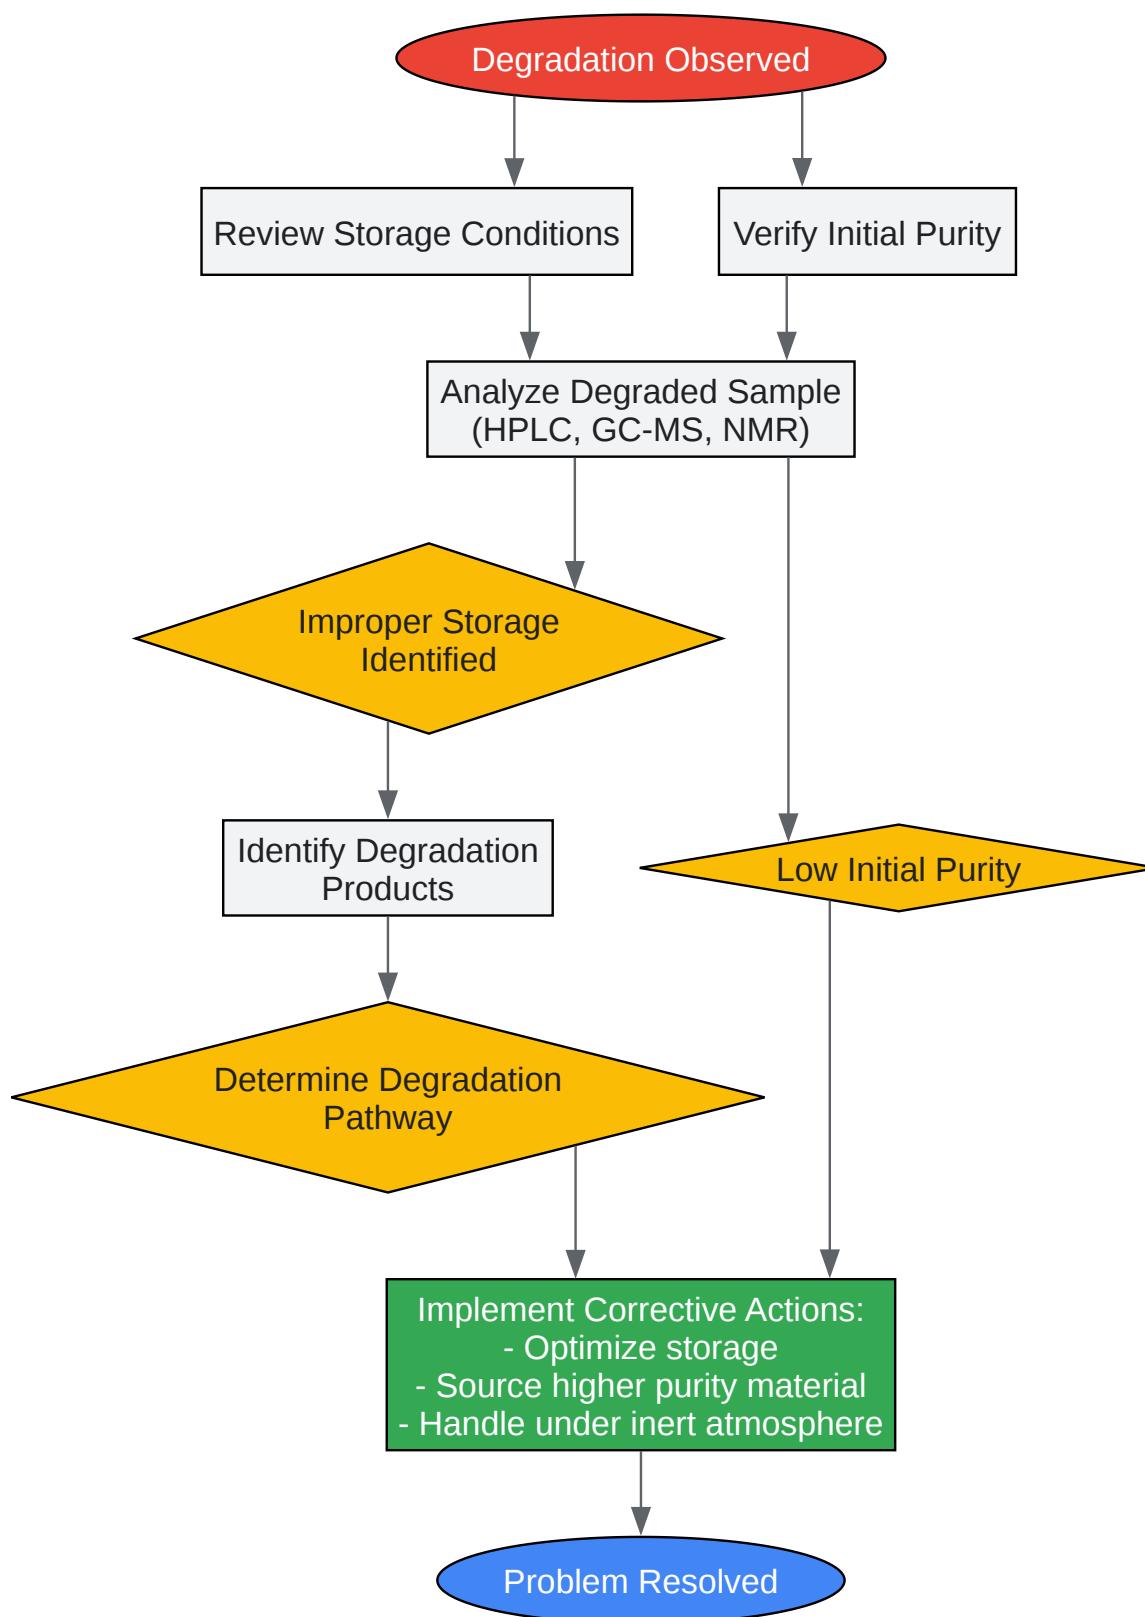 Degradation Observed
Review Storage Conditions
Verify Initial Purity
Analyze Degraded Sample
(HPLC, GC-MS, NMR)
Improper Storage
Identified
Identify Degradation
Products
Low Initial Purity
Determine Degradation
Pathway
Implement Corrective Actions:
- Optimize storage
- Source higher purity material
- Handle under inert atmosphere
Problem Resolved